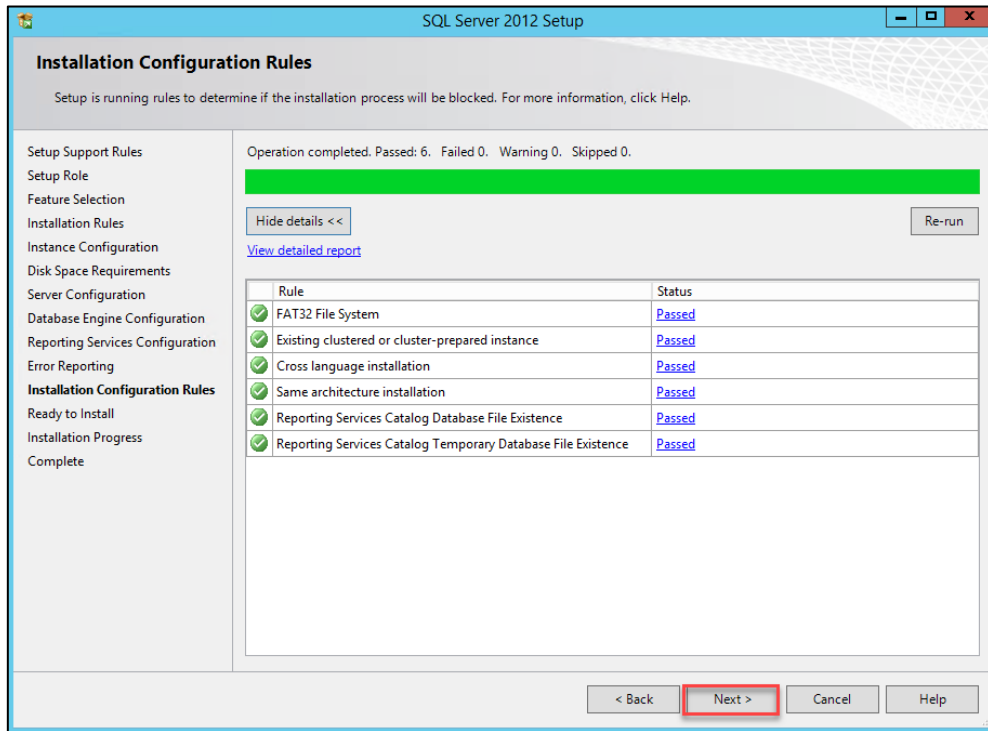 SQL Server 2012 Setup
Installation Configuration Rules
Setup is running rules to determine if the installation process will be blocked. For more information, click Help.
Setup Support Rules
Setup Role
Feature Selection
Installation Rules
Instance Configuration
Disk Space Requirements
Server Configuration
Database Engine Configuration
Reporting Services Configuration
Error Reporting
Installation Configuration Rules
Ready to Install
Installation Progress
Complete
Operation completed. Passed: 6. Failed 0. Warning 0. Skipped 0.
Hide details << Re-run
View detailed report
Rule Status
FAT32 File System Passed
Existing clustered or cluster-prepared instance Passed
Cross language installation Passed
Same architecture installation Passed
Reporting Services Catalog Database File Existence Passed
Reporting Services Catalog Temporary Database File Existence Passed
< Back Next > Cancel Help